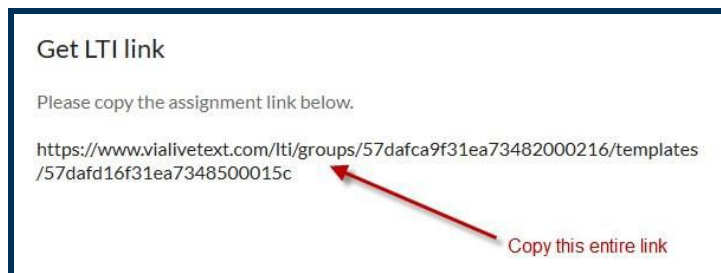 Get LTI link
Please copy the assignment link below.
https://www.vialivetext.com/lti/groups/57dafca9f31ea73482000216/templates
/57dafd16f31ea7348500015c
Copy this entire link